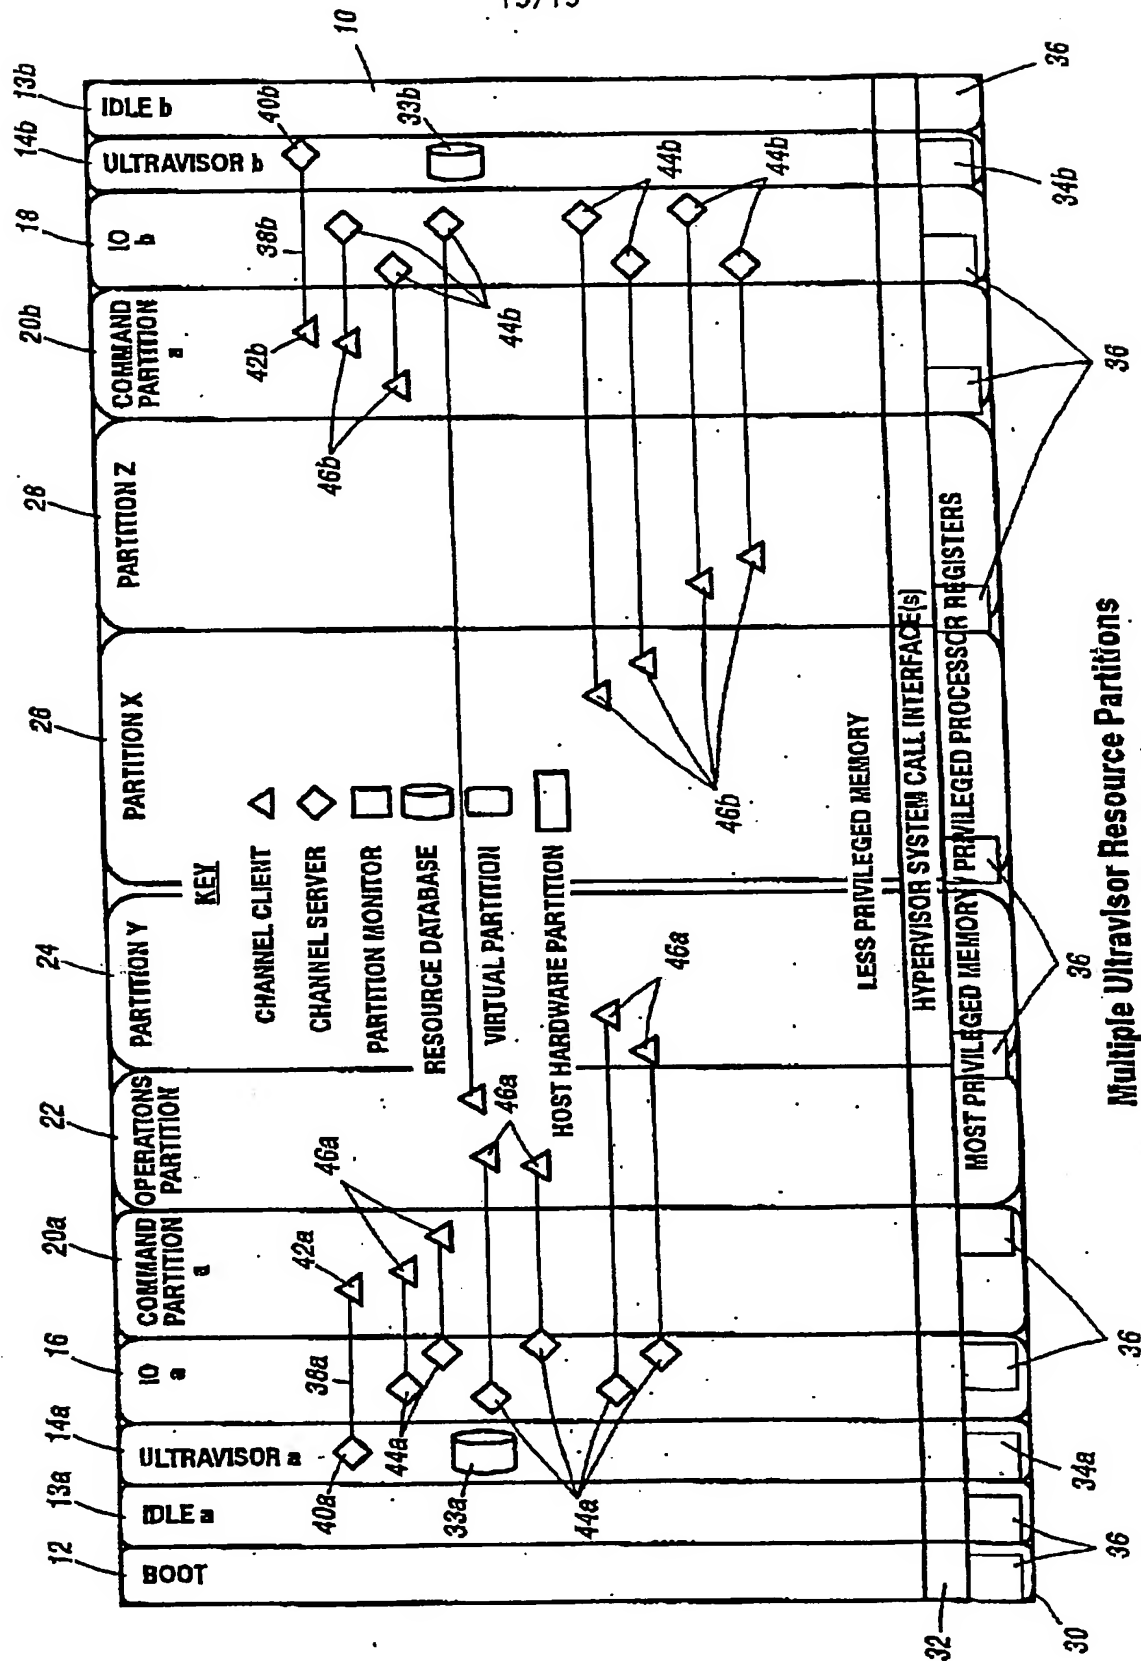 12
13a
14a
16
20a
22
24
26
28
20b
18
14b
13b
BOOT
IDLE a
ULTRAVISOR a
IO
a
COMMAND
PARTITION
a
OPERATIONS
PARTITION
PARTITION Y
PARTITION X
PARTITION Z
COMMAND
PARTITION
a
IO
b
ULTRAVISOR b
IDLE b
10
40a
38a
42a
44a
46a
33a
46a
44a
46a
KEY
CHANNEL CLIENT
CHANNEL SERVER
PARTITION MONITOR
RESOURCE DATABASE
VIRTUAL PARTITION
HOST HARDWARE PARTITION
42b
38b
40b
46b
44b
33b
44b
44b
46b
LESS PRIVILEGED MEMORY
32
HYPERVISOR SYSTEM CALL INTERFACE(s)
MOST PRIVILEGED MEMORY/PRIVILEGED PROCESSOR REGISTERS
30
36
34a
36
36
36
34b
36
Multiple Ultravisor Resource Partitions